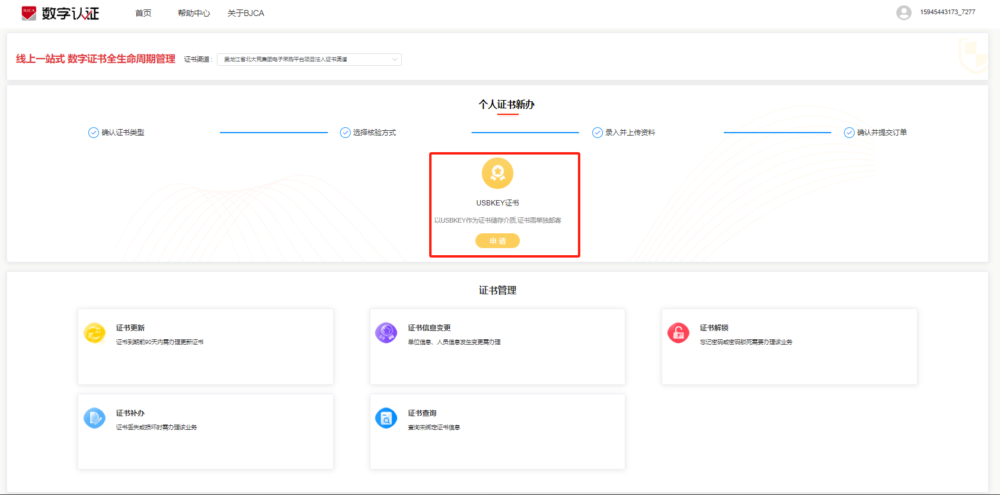 BJCA 数字认证
首页
帮助中心
关于BJCA
15945443173_7277
线上一站式 数字证书全生命周期管理
证书渠道：
黑龙江省北大荒集团电子采购平台项目法人证书渠道
个人证书新办
确认证书类型
选择核验方式
录入并上传资料
确认并提交订单
USBKEY证书
以USBKEY作为证书储存介质,证书需单独邮寄
申 请
证书管理
证书更新
证书到期前90天内需办理更新证书
证书信息变更
单位信息、人员信息发生变更需办理
证书解锁
忘记密码或密码锁死需要办理该业务
证书补办
证书丢失或损坏时需办理该业务
证书查询
查询未绑定证书信息